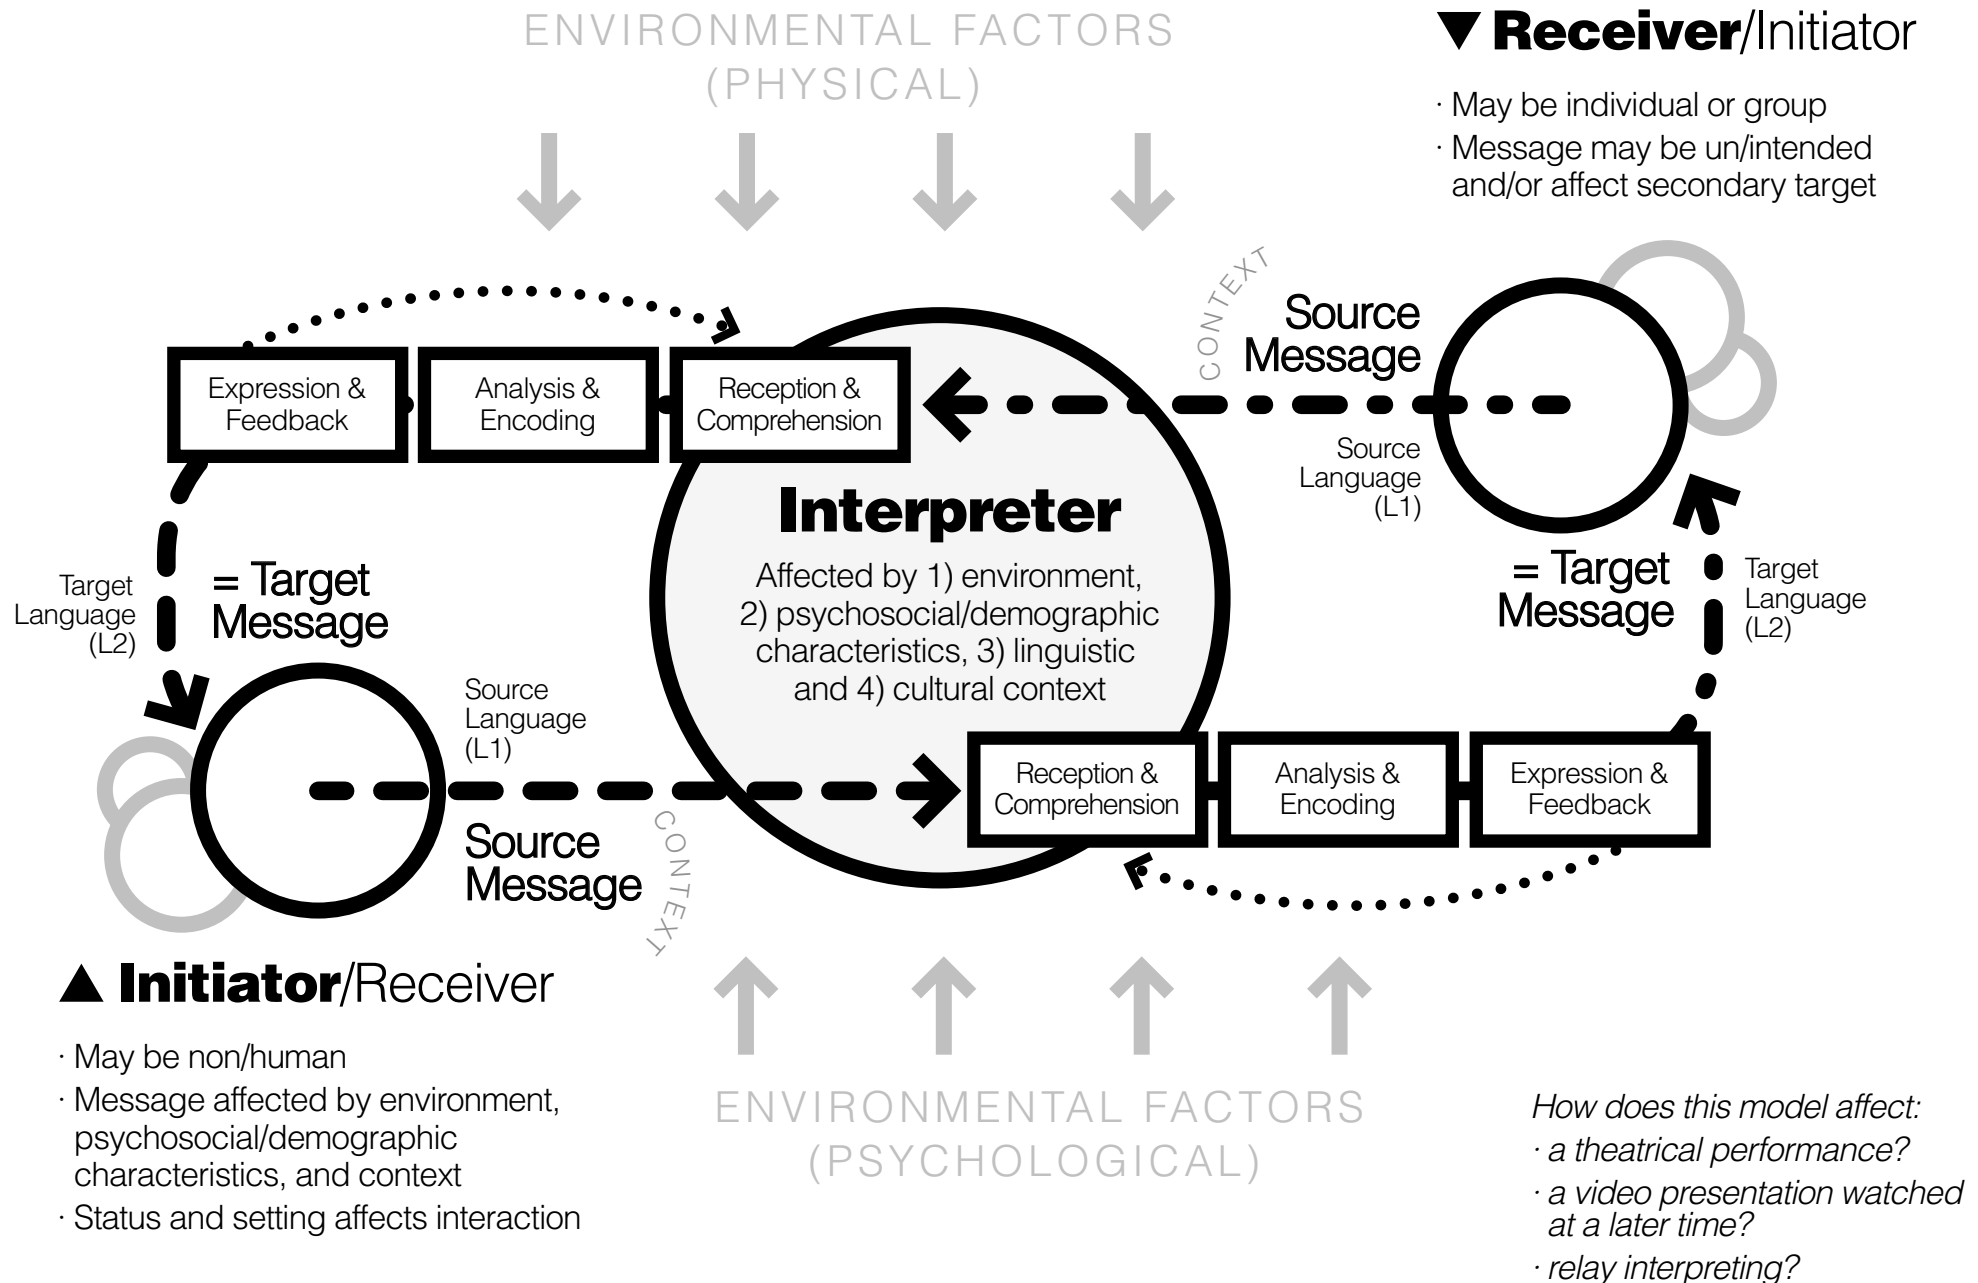 ENVIRONMENTAL FACTORS
(PHYSICAL)
▼ Receiver/Initiator
· May be individual or group
· Message may be un/intended
and/or affect secondary target
CONTEXT
Source
Message
Source
Language
(L1)
Expression &
Feedback
Analysis &
Encoding
Reception &
Comprehension
Interpreter
Affected by 1) environment,
2) psychosocial/demographic
characteristics, 3) linguistic
and 4) cultural context
Target
Language
(L2)
= Target
Message
= Target
Message
Target
Language
(L2)
Source
Language
(L1)
Source
Message
CONTEXT
Reception &
Comprehension
Analysis &
Encoding
Expression &
Feedback
▲ Initiator/Receiver
· May be non/human
· Message affected by environment,
psychosocial/demographic
characteristics, and context
· Status and setting affects interaction
ENVIRONMENTAL FACTORS
(PSYCHOLOGICAL)
How does this model affect:
· a theatrical performance?
· a video presentation watched
at a later time?
· relay interpreting?